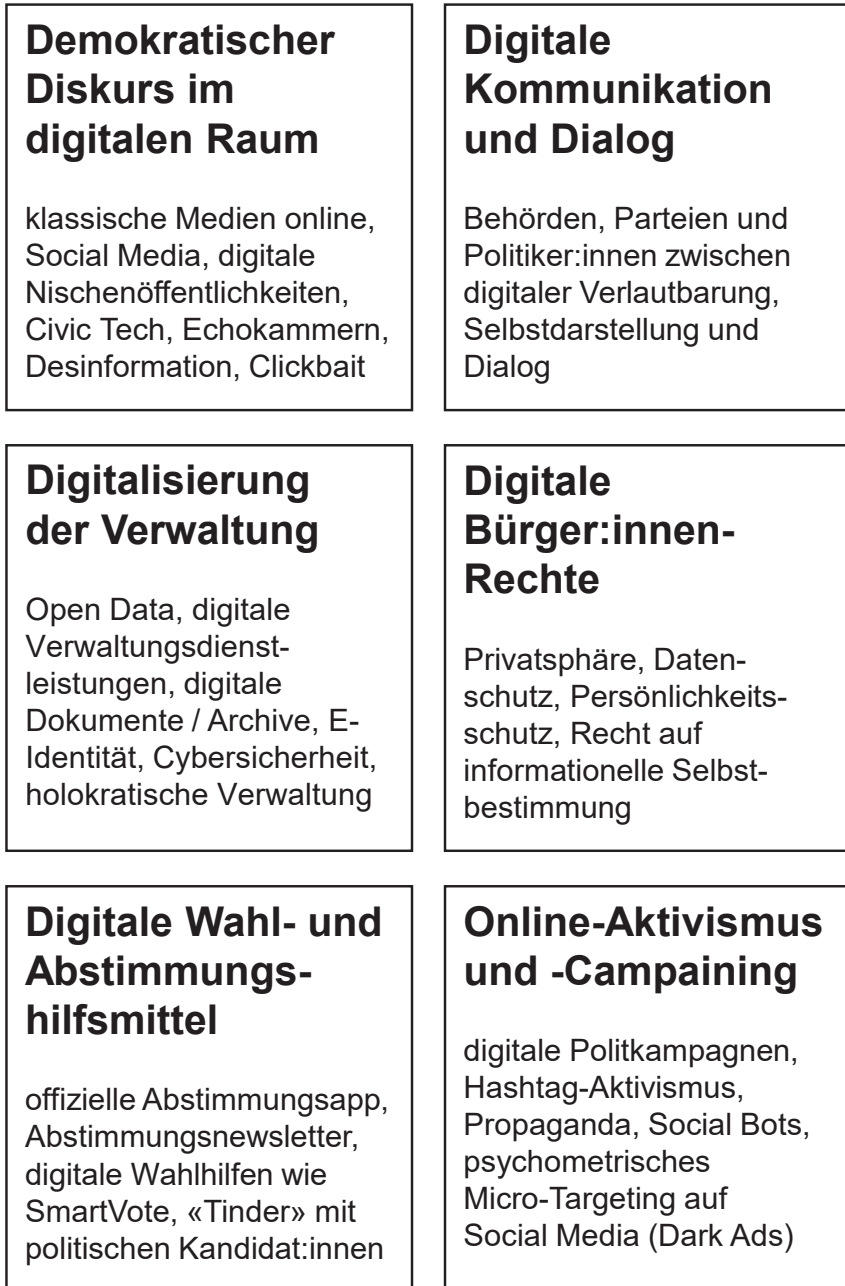 Demokratischer
Diskurs im
digitalen Raum
klassische Medien online,
Social Media, digitale
Nischenöffentlichkeiten,
Civic Tech, Echokammern,
Desinformation, Clickbait
Digitale
Kommunikation
und Dialog
Behörden, Parteien und
Politiker:innen zwischen
digitaler Verlautbarung,
Selbstdarstellung und
Dialog
Digitalisierung
der Verwaltung
Open Data, digitale
Verwaltungsdienst-
leistungen, digitale
Dokumente / Archive, E-
Identität, Cybersicherheit,
holokratische Verwaltung
Digitale
Bürger:innen-
Rechte
Privatsphäre, Daten-
schutz, Persönlichkeits-
schutz, Recht auf
informationelle Selbst-
bestimmung
Digitale Wahl- und
Abstimmungs-
hilfsmittel
offizielle Abstimmungsapp,
Abstimmungsnewsletter,
digitale Wahlhilfen wie
SmartVote, «Tinder» mit
politischen Kandidat:innen
Online-Aktivismus
und -Campaining
digitale Politkampagnen,
Hashtag-Aktivismus,
Propaganda, Social Bots,
psychometrisches
Micro-Targeting auf
Social Media (Dark Ads)